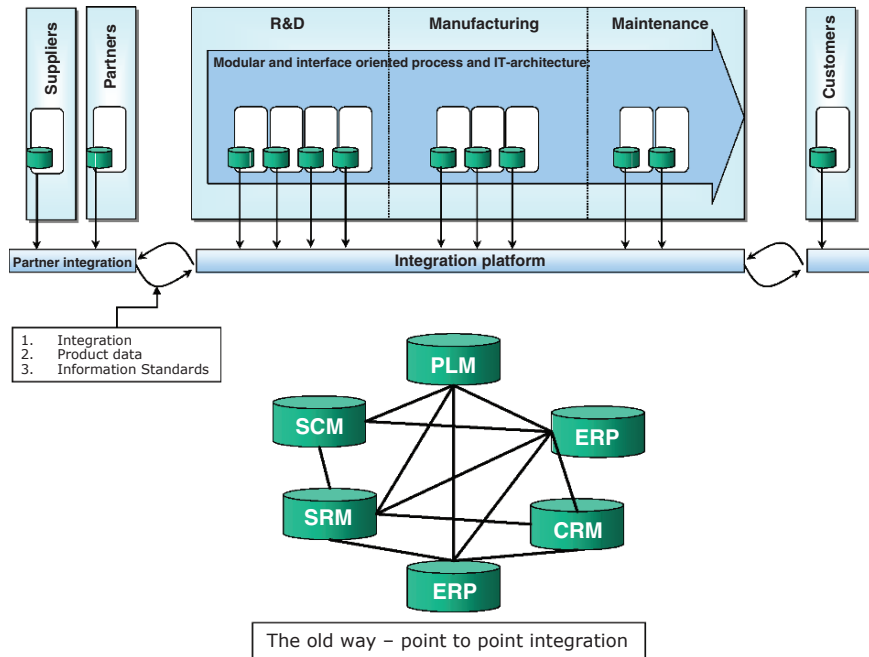 Suppliers
Partners
R&D
Manufacturing
Maintenance
Customers
Modular and interface oriented process and IT-architecture;
Partner integration
Integration platform
1. Integration
2. Product data
3. Information Standards
PLM
SCM
ERP
SRM
CRM
ERP
The old way – point to point integration